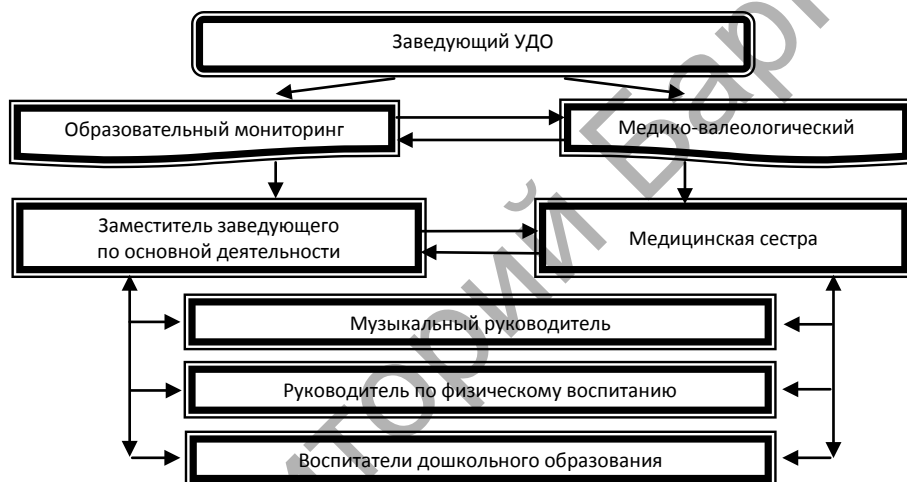 Заведующий УДО
Образовательный мониторинг
Медико-валеологический
Заместитель заведующего
по основной деятельности
Медицинская сестра
Музыкальный руководитель
Руководитель по физическому воспитанию
Воспитатели дошкольного образования